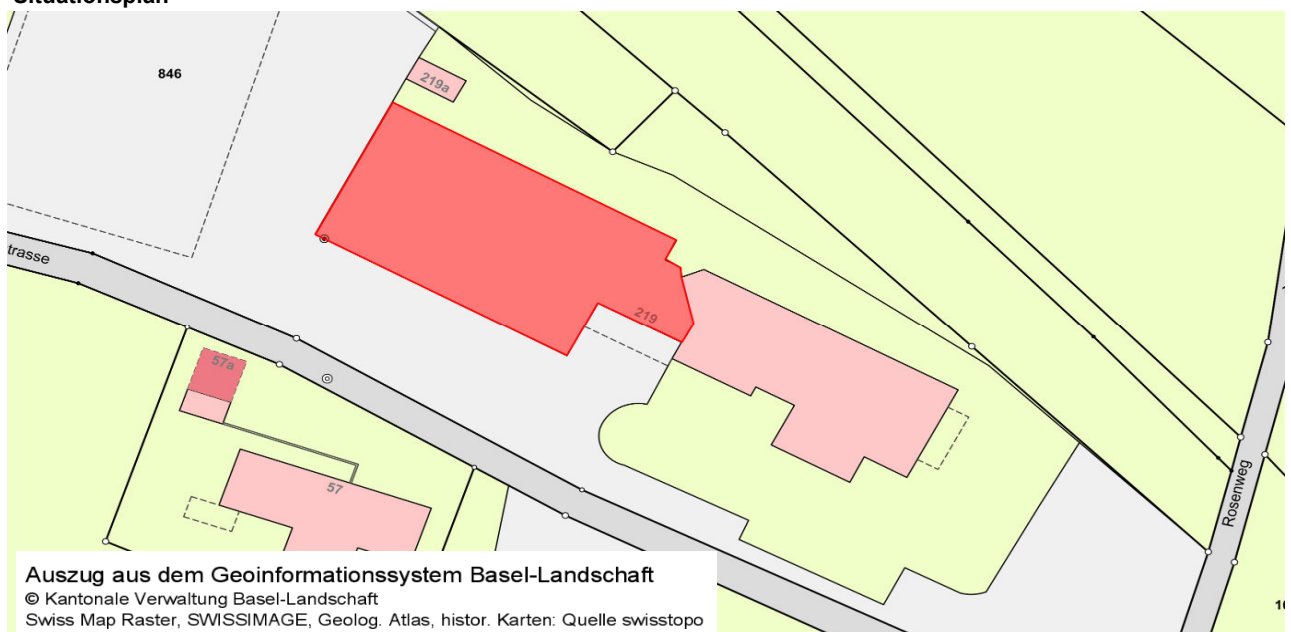 Situationsplan
846
219a
trasse
219
57a
57
Rosenweg
Auszug aus dem Geoinformationssystem Basel-Landschaft
© Kantonale Verwaltung Basel-Landschaft
Swiss Map Raster, SWISSIMAGE, Geolog. Atlas, histor. Karten: Quelle swisstopo